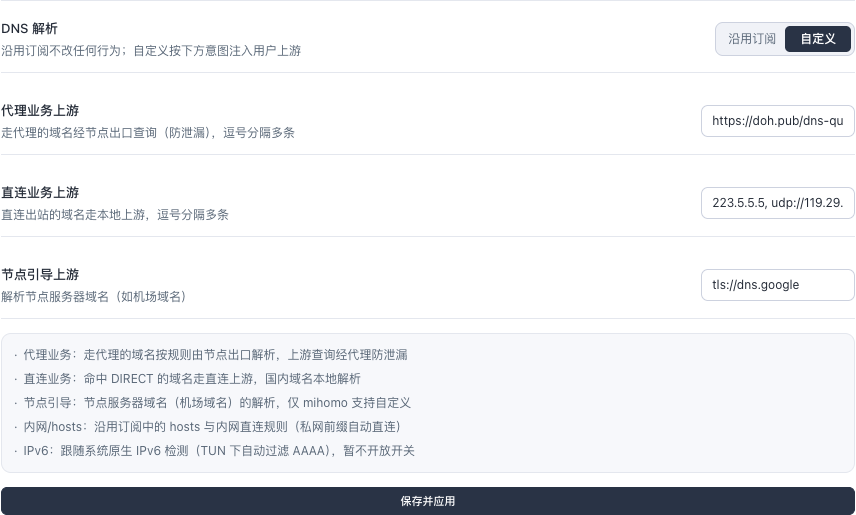 DNS 解析
沿用订阅不改任何行为；自定义按下方意图注入用户上游
沿用订阅
自定义
代理业务上游
走代理的域名经节点出口查询（防泄漏），逗号分隔多条
https://doh.pub/dns-qu
直连业务上游
直连出站的域名走本地上游，逗号分隔多条
223.5.5.5, udp://119.29.
节点引导上游
解析节点服务器域名（如机场域名）
tls://dns.google
· 代理业务：走代理的域名按规则由节点出口解析，上游查询经代理防泄漏
· 直连业务：命中 DIRECT 的域名走直连上游，国内域名本地解析
· 节点引导：节点服务器域名（机场域名）的解析，仅 mihomo 支持自定义
· 内网/hosts：沿用订阅中的 hosts 与内网直连规则（私网前缀自动直连）
· IPv6：跟随系统原生 IPv6 检测（TUN 下自动过滤 AAAA），暂不开放开关
保存并应用